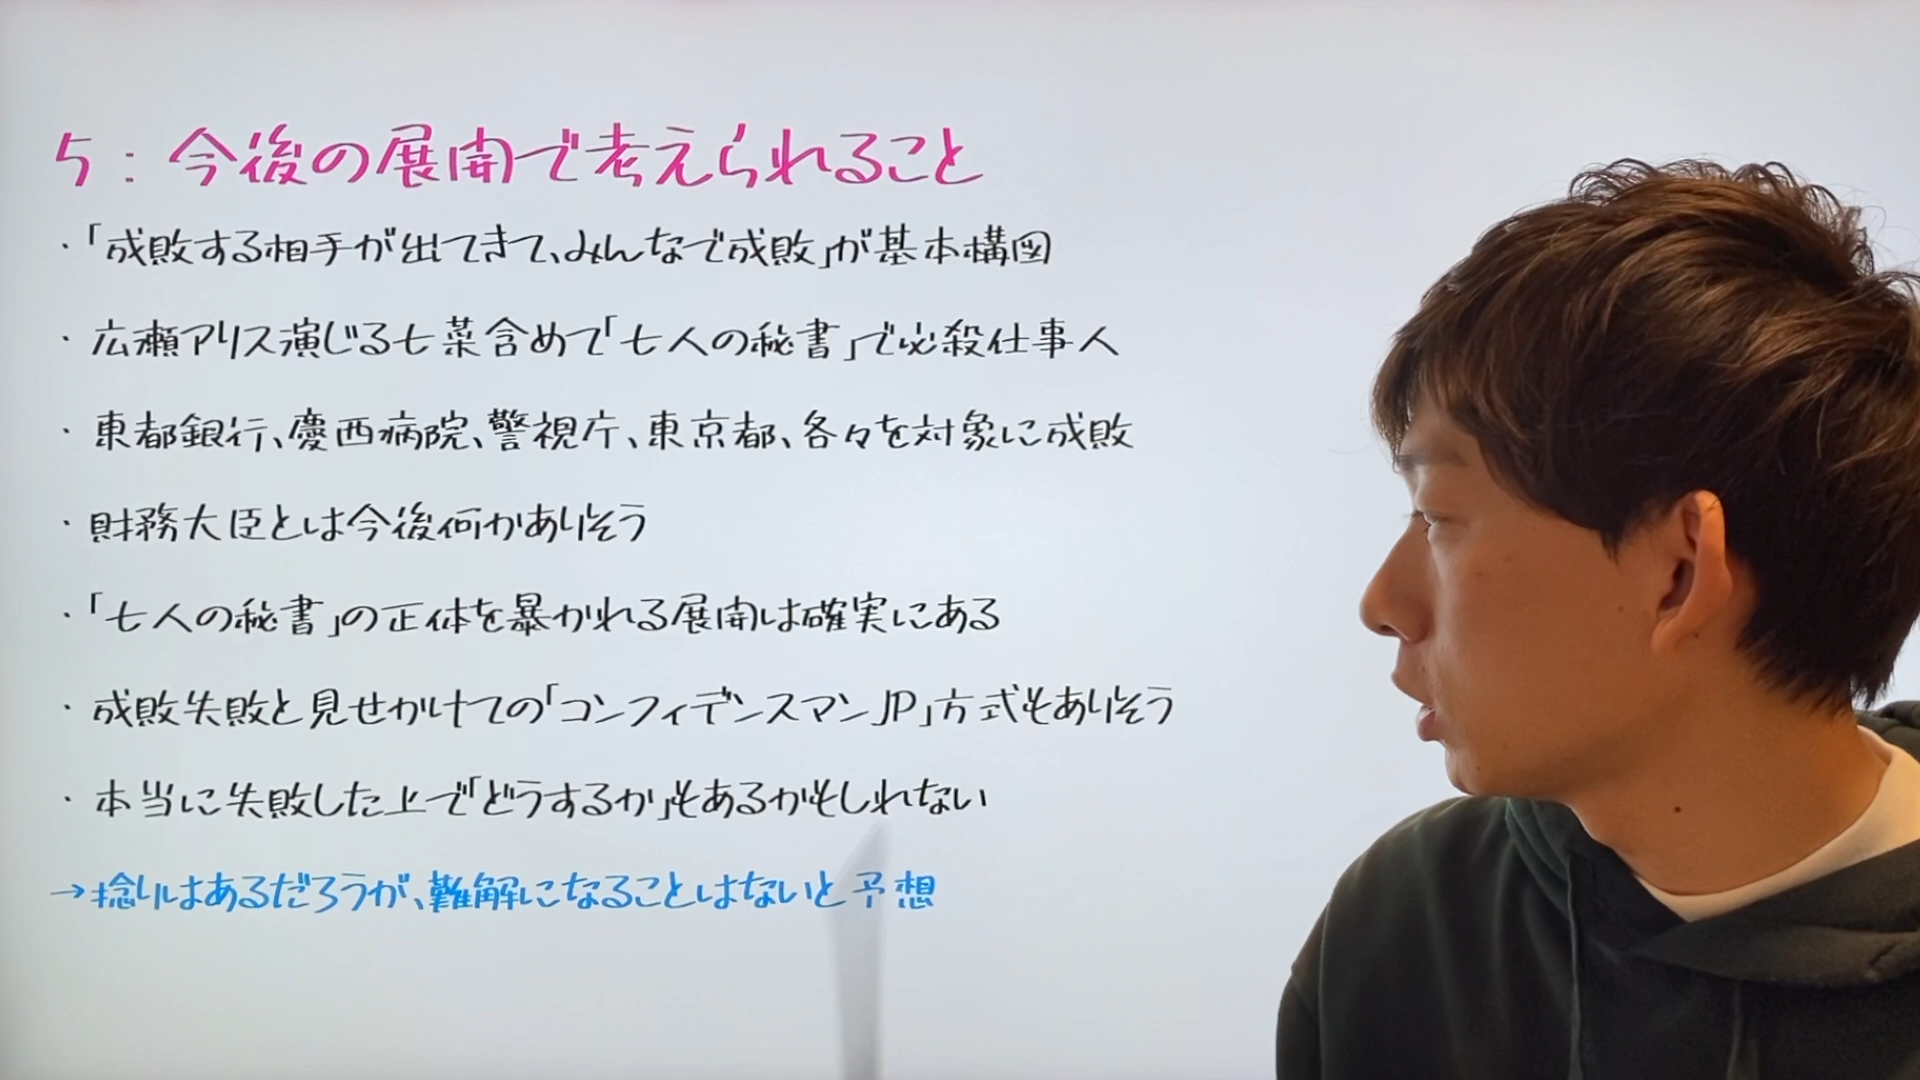 5:今後の展開で考えられること
・「成敗する相手が出てきて、みんなで成敗」が基本構図
・広瀬アリス演じる七菜含めて「七人の秘書」で必殺仕事人
・東都銀行、慶西病院、警視庁、東京都、各々を対象に成敗
・財務大臣とは今後何かありそう
・「七人の秘書」の正体を暴かれる展開は確実にある
・成敗失敗と見せかけての「コンフィデンスマンJP」方式もありそう
・本当に失敗した上で「どうするか」もあるかもしれない
→捻りはあるだろうが、難解になることはないと予想